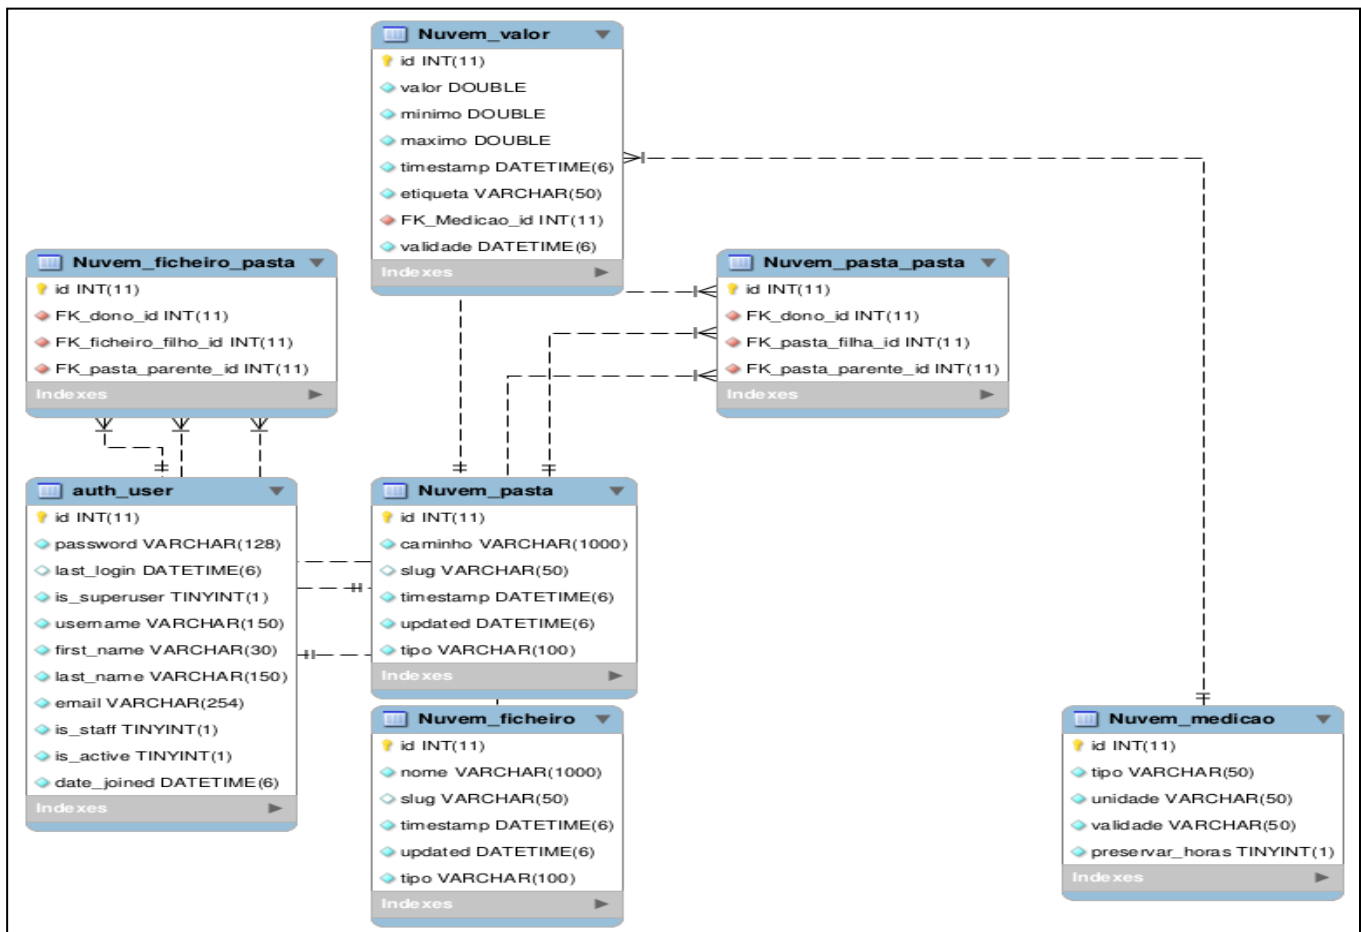 Nuvem_valor
id INT(11)
valor DOUBLE
minimo DOUBLE
maximo DOUBLE
timestamp DATETIME(6)
etiqueta VARCHAR(50)
FK_Medicao_id INT(11)
validade DATETIME(6)
Indexes
Nuvem_ficheiro_pasta
id INT(11)
FK_dono_id INT(11)
FK_ficheiro_filho_id INT(11)
FK_pasta_parente_id INT(11)
Indexes
Nuvem_pasta_pasta
id INT(11)
FK_dono_id INT(11)
FK_pasta_filha_id INT(11)
FK_pasta_parente_id INT(11)
Indexes
auth_user
id INT(11)
password VARCHAR(128)
last_login DATETIME(6)
is_superuser TINYINT(1)
username VARCHAR(150)
first_name VARCHAR(30)
last_name VARCHAR(150)
email VARCHAR(254)
is_staff TINYINT(1)
is_active TINYINT(1)
date_joined DATETIME(6)
Indexes
Nuvem_pasta
id INT(11)
caminho VARCHAR(1000)
slug VARCHAR(50)
timestamp DATETIME(6)
updated DATETIME(6)
tipo VARCHAR(100)
Indexes
Nuvem_ficheiro
id INT(11)
nome VARCHAR(1000)
slug VARCHAR(50)
timestamp DATETIME(6)
updated DATETIME(6)
tipo VARCHAR(100)
Indexes
Nuvem_medicao
id INT(11)
tipo VARCHAR(50)
unidade VARCHAR(50)
validade VARCHAR(50)
preservar_horas TINYINT(1)
Indexes